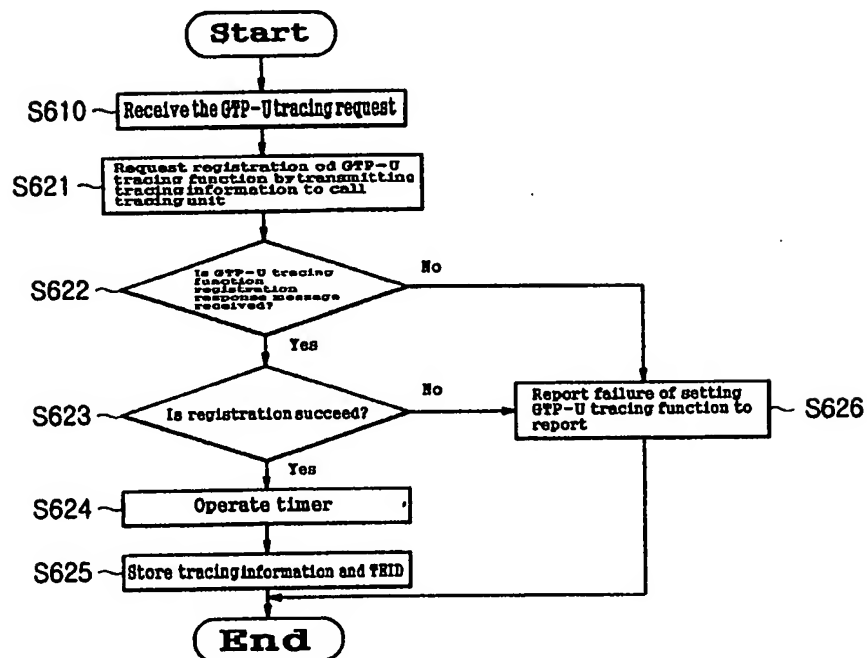 Start
S610
Receive the GTP-U tracing request
S621
Request registration od GTP-U
tracing function by transmitting
tracing information to call
tracing unit
S622
Is GTP-U tracing
function
registration
response message
received?
No
Yes
S623
Is registration succeed?
No
Report failure of setting
GTP-U tracing function to
report
S626
Yes
S624
Operate timer
S625
Store tracing information and TEID
End